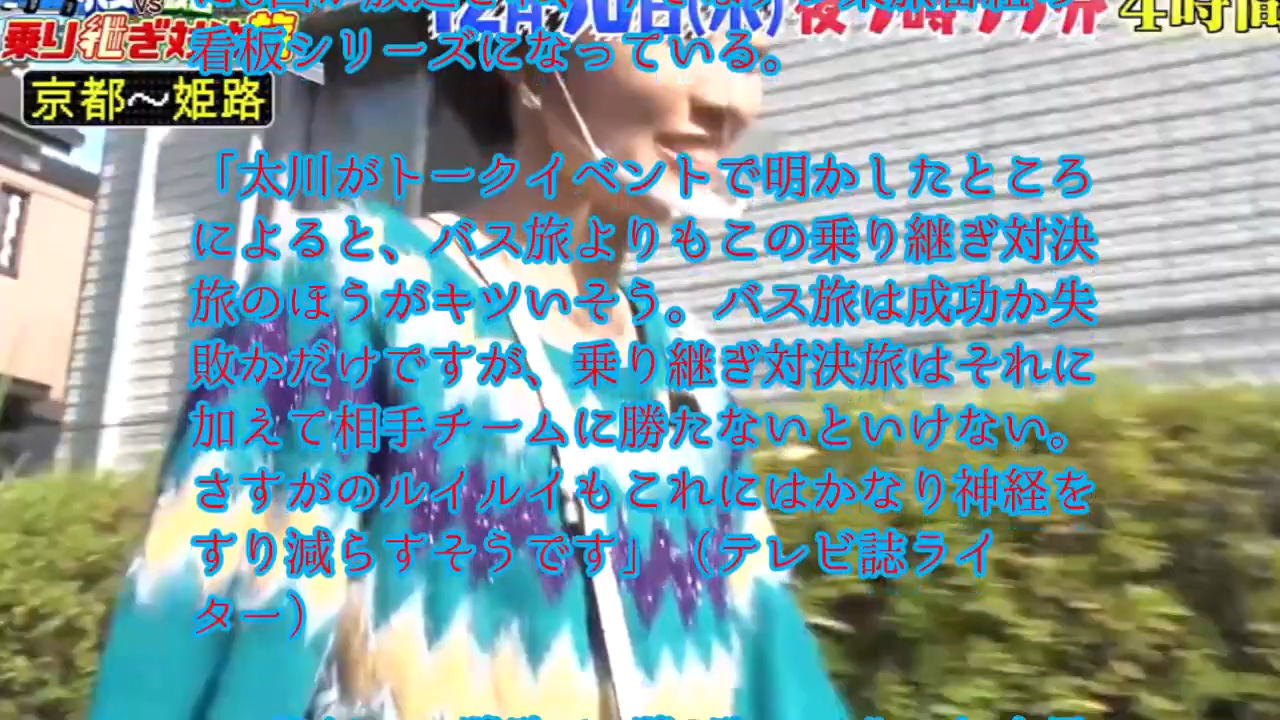 乗り継ぎ対決旅
京都～姫路
4時間
看板シリーズになっている。
「太川がトークイベントで明かしたところ
によると、バス旅よりもこの乗り継ぎ対決
旅のほうがキツいそう。バス旅は成功か失
敗かだけですが、乗り継ぎ対決旅はそれに
加えて相手チームに勝たないといけない。
さすがのルイルイもこれにはかなり神経を
すり減らすそうです」（テレビ誌ライ
ター）